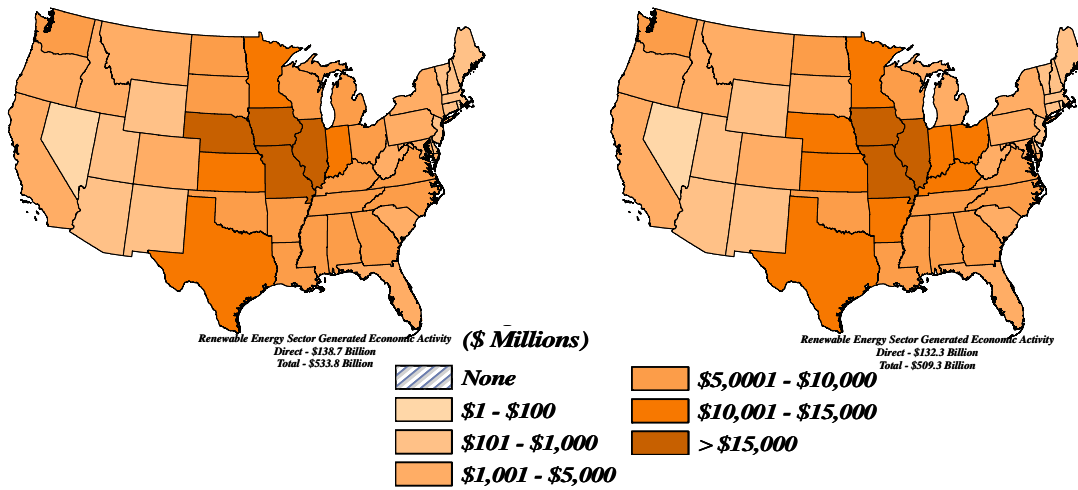 Renewable Energy Sector Generated Economic Activity
Direct - $138.7 Billion
Total - $533.8 Billion
Renewable Energy Sector Generated Economic Activity
Direct - $132.3 Billion
Total - $509.3 Billion
($ Millions)
None
$1 - $100
$101 - $1,000
$1,001 - $5,000
$5,0001 - $10,000
$10,001 - $15,000
> $15,000